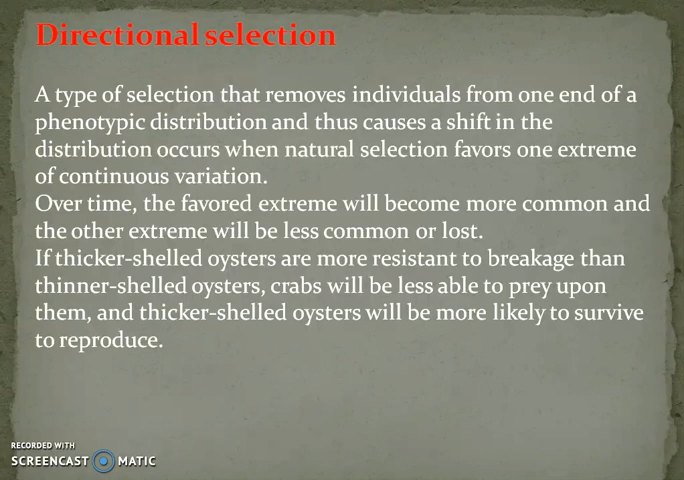 Directional selection
A type of selection that removes individuals from one end of a
phenotypic distribution and thus causes a shift in the
distribution occurs when natural selection favors one extreme
of continuous variation.
Over time, the favored extreme will become more common and
the other extreme will be less common or lost.
If thicker-shelled oysters are more resistant to breakage than
thinner-shelled oysters, crabs will be less able to prey upon
them, and thicker-shelled oysters will be more likely to survive
to reproduce.
RECORDED WITH
SCREENCAST MATIC